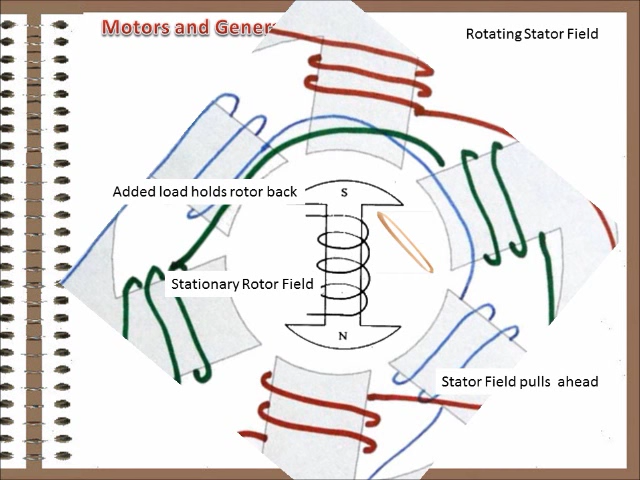 Motors and Gener
Rotating Stator Field
Added load holds rotor back
S
Stationary Rotor Field
N
Stator Field pulls ahead